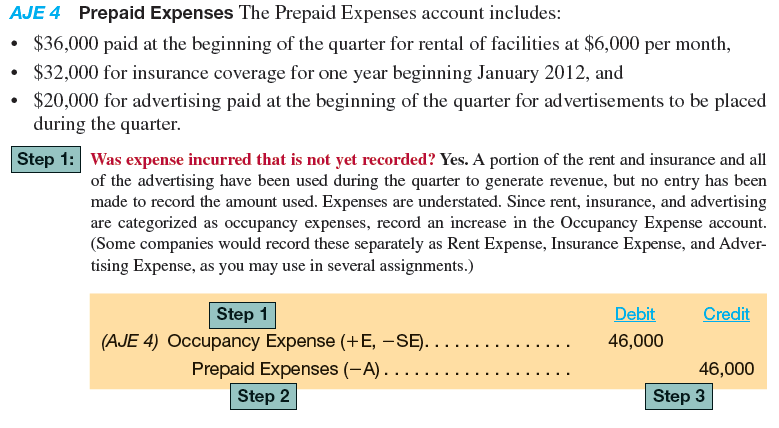 AJE 4 Prepaid Expenses The Prepaid Expenses account includes:
• $36,000 paid at the beginning of the quarter for rental of facilities at $6,000 per month,
• $32,000 for insurance coverage for one year beginning January 2012, and
• $20,000 for advertising paid at the beginning of the quarter for advertisements to be placed
during the quarter.
Step 1: Was expense incurred that is not yet recorded? Yes. A portion of the rent and insurance and all
of the advertising have been used during the quarter to generate revenue, but no entry has been
made to record the amount used. Expenses are understated. Since rent, insurance, and advertising
are categorized as occupancy expenses, record an increase in the Occupancy Expense account.
(Some companies would record these separately as Rent Expense, Insurance Expense, and Adver-
tising Expense, as you may use in several assignments.)
Step 1 Debit Credit
(AJE 4) Occupancy Expense (+E, −SE). . . . . . . . . . . . . . . 46,000
Prepaid Expenses (−A) . . . . . . . . . . . . . . . . . . . 46,000
Step 2 Step 3